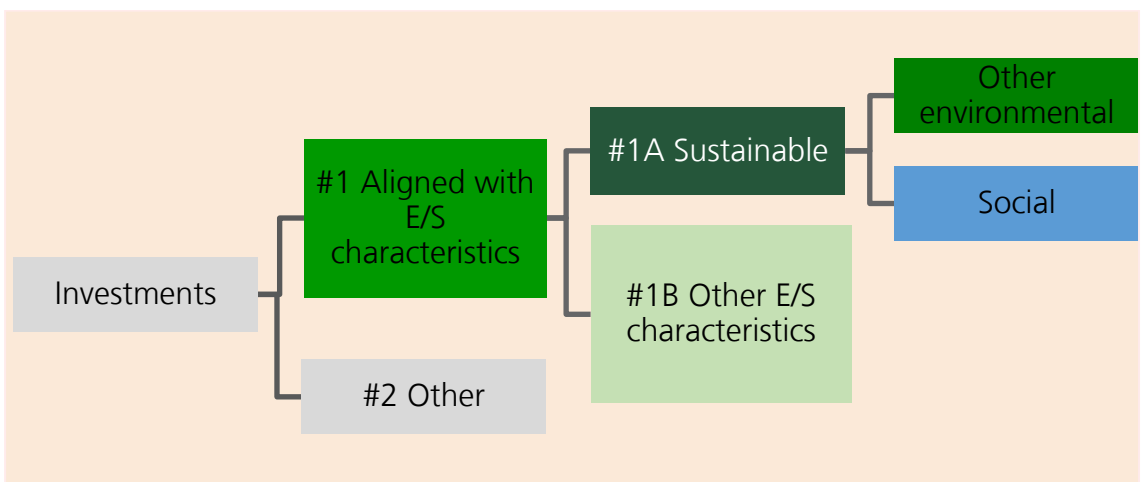 Investments
#1 Aligned with
E/S
characteristics
#2 Other
#1A Sustainable
#1B Other E/S
characteristics
Other
environmental
Social